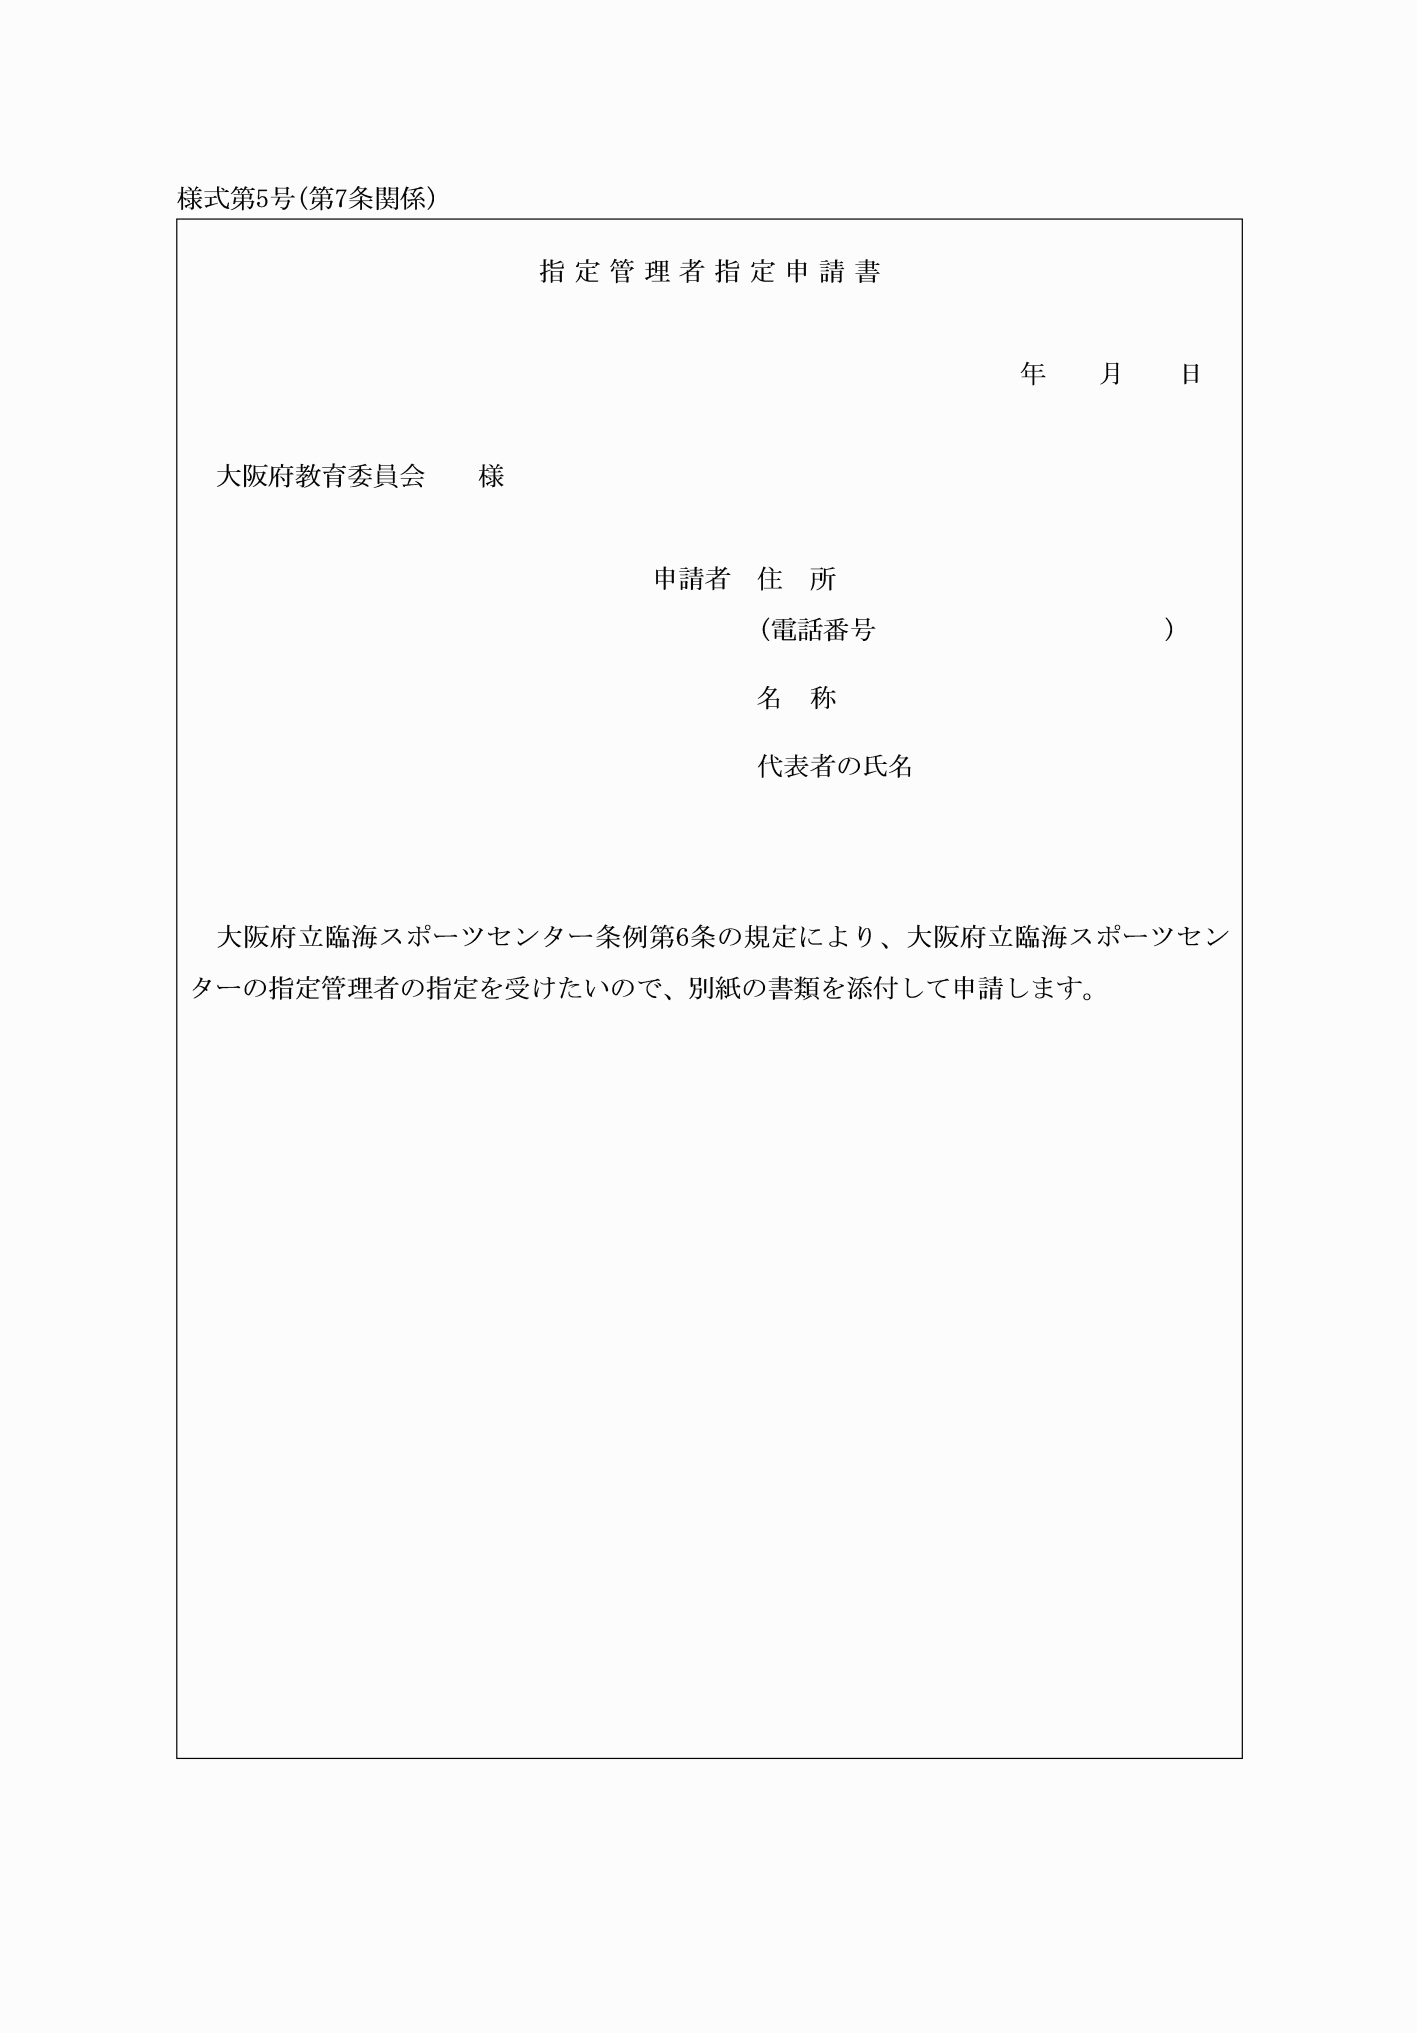 様式第5号(第7条関係)
指定管理者指定申請書
年　　月　　日
大阪府教育委員会　　様
申請者　住　所
(電話番号　　　　　　　　　　　)
名　称
代表者の氏名
大阪府立臨海スポーツセンター条例第6条の規定により、大阪府立臨海スポーツセン
ターの指定管理者の指定を受けたいので、別紙の書類を添付して申請します。